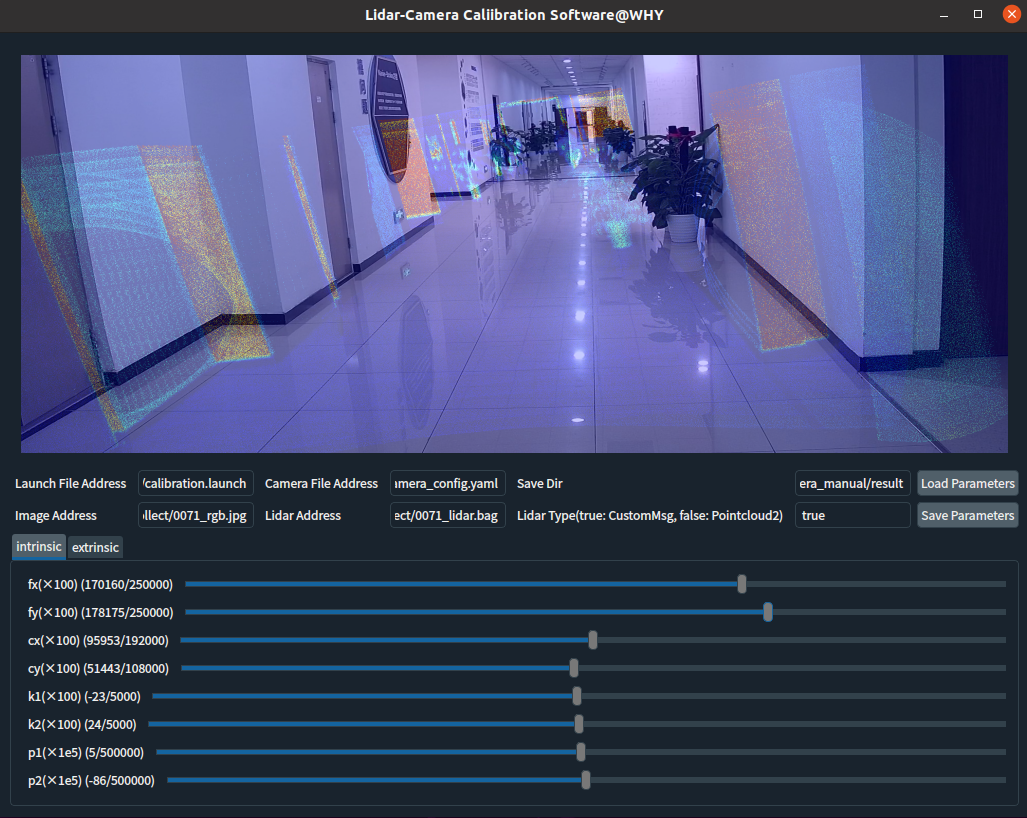 Lidar-Camera Caliibration Software@WHY
Launch File Address /calibration.launch Camera File Address amera_config.yaml Save Dir era_manual/result Load Parameters
Image Address ollect/0071_rgb.jpg Lidar Address ect/0071_lidar.bag Lidar Type(true: CustomMsg, false: Pointcloud2) true Save Parameters
intrinsic extrinsic
fx(×100) (170160/250000)
fy(×100) (178175/250000)
cx(×100) (95953/192000)
cy(×100) (51443/108000)
k1(×100) (-23/5000)
k2(×100) (24/5000)
p1(×1e5) (5/500000)
p2(×1e5) (-86/500000)